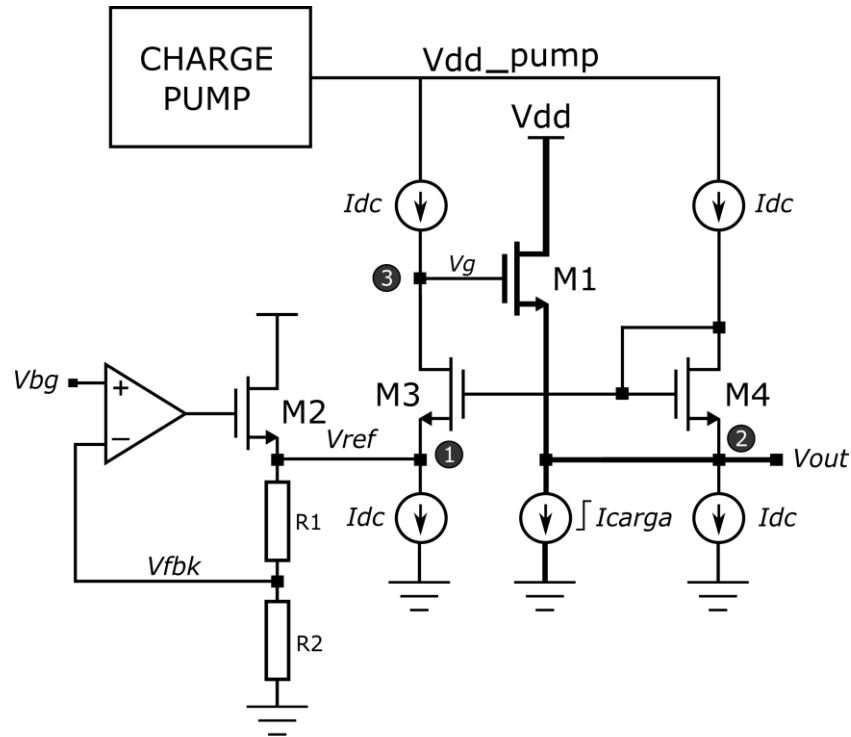 CHARGE
PUMP
Vdd_pump
Vdd
Idc
Idc
3
Vg
M1
Vbg
+
−
M2
M3
M4
Vref
1
2
Vout
Idc
Icarga
Idc
R1
Vfbk
R2